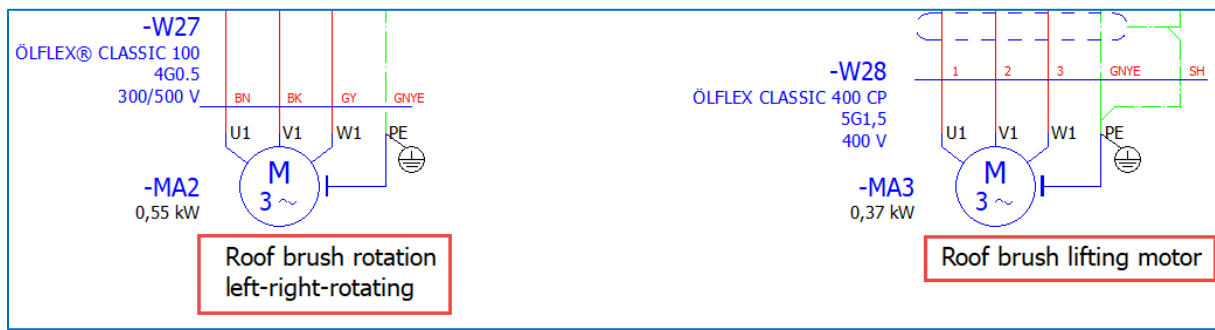 -W27
ÖLFLEX® CLASSIC 100
4G0.5
300/500 V
BN BK GY GNYE
U1 V1 W1 PE
M
3 ~
-MA2
0,55 kW
Roof brush rotation
left-right-rotating
-W28
ÖLFLEX CLASSIC 400 CP
5G1,5
400 V
1 2 3 GNYE SH
U1 V1 W1 PE
M
3 ~
-MA3
0,37 kW
Roof brush lifting motor